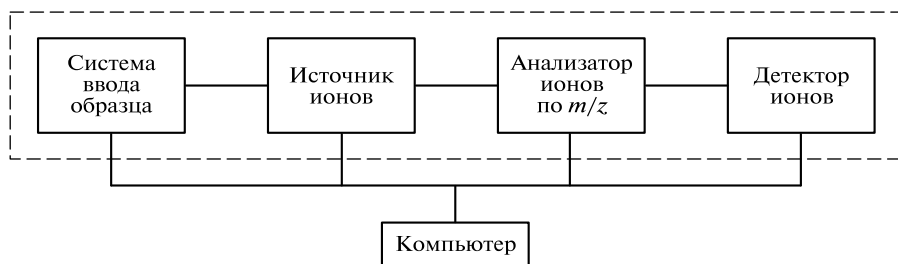 Система
ввода
образца
Источник
ионов
Анализатор
ионов
по m/z
Детектор
ионов
Компьютер